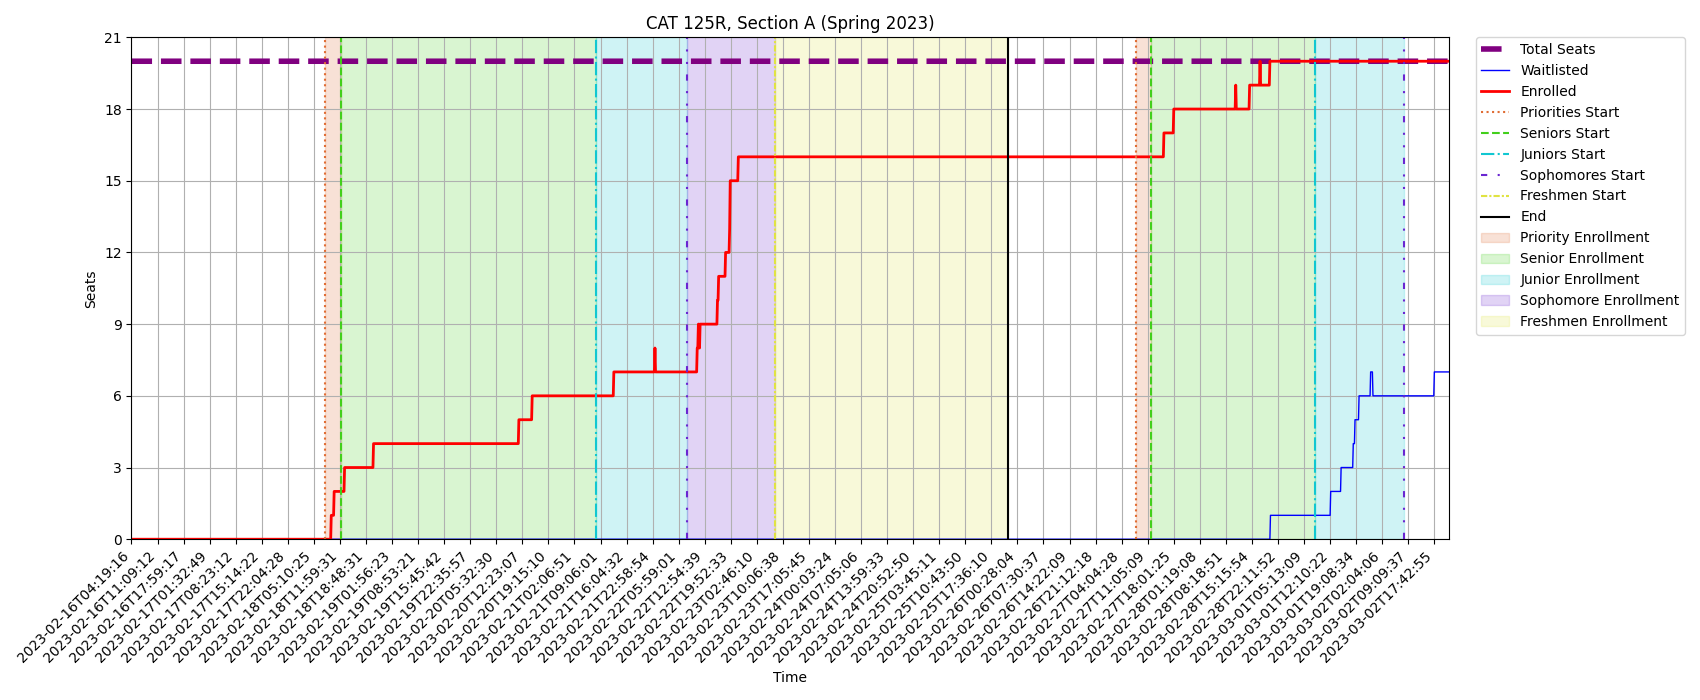 CAT 125R, Section A (Spring 2023)
Seats
21
18
15
12
9
6
3
0
2023-02-16T04:19:16
2023-02-16T11:09:12
2023-02-16T17:59:17
2023-02-17T01:32:49
2023-02-17T08:23:12
2023-02-17T15:14:22
2023-02-17T22:04:28
2023-02-18T05:10:25
2023-02-18T11:59:31
2023-02-18T18:48:31
2023-02-19T01:56:23
2023-02-19T08:53:21
2023-02-19T15:45:42
2023-02-19T22:35:57
2023-02-20T05:32:30
2023-02-20T12:23:07
2023-02-20T19:15:10
2023-02-21T02:06:51
2023-02-21T09:06:01
2023-02-21T16:04:32
2023-02-21T22:58:54
2023-02-22T05:59:01
2023-02-22T12:54:39
2023-02-22T19:52:33
2023-02-23T02:46:10
2023-02-23T10:06:38
2023-02-23T17:05:45
2023-02-24T00:03:24
2023-02-24T07:05:06
2023-02-24T13:59:33
2023-02-24T20:52:50
2023-02-25T03:45:11
2023-02-25T10:43:50
2023-02-25T17:36:10
2023-02-26T00:28:04
2023-02-26T07:30:37
2023-02-26T14:22:09
2023-02-26T21:12:18
2023-02-27T04:04:28
2023-02-27T11:05:09
2023-02-27T18:01:25
2023-02-28T01:19:08
2023-02-28T08:18:51
2023-02-28T15:15:54
2023-02-28T22:11:52
2023-03-01T05:13:09
2023-03-01T12:10:22
2023-03-01T19:08:34
2023-03-02T02:04:06
2023-03-02T09:09:37
2023-03-02T17:42:55
Time
Total Seats
Waitlisted
Enrolled
Priorities Start
Seniors Start
Juniors Start
Sophomores Start
Freshmen Start
End
Priority Enrollment
Senior Enrollment
Junior Enrollment
Sophomore Enrollment
Freshmen Enrollment